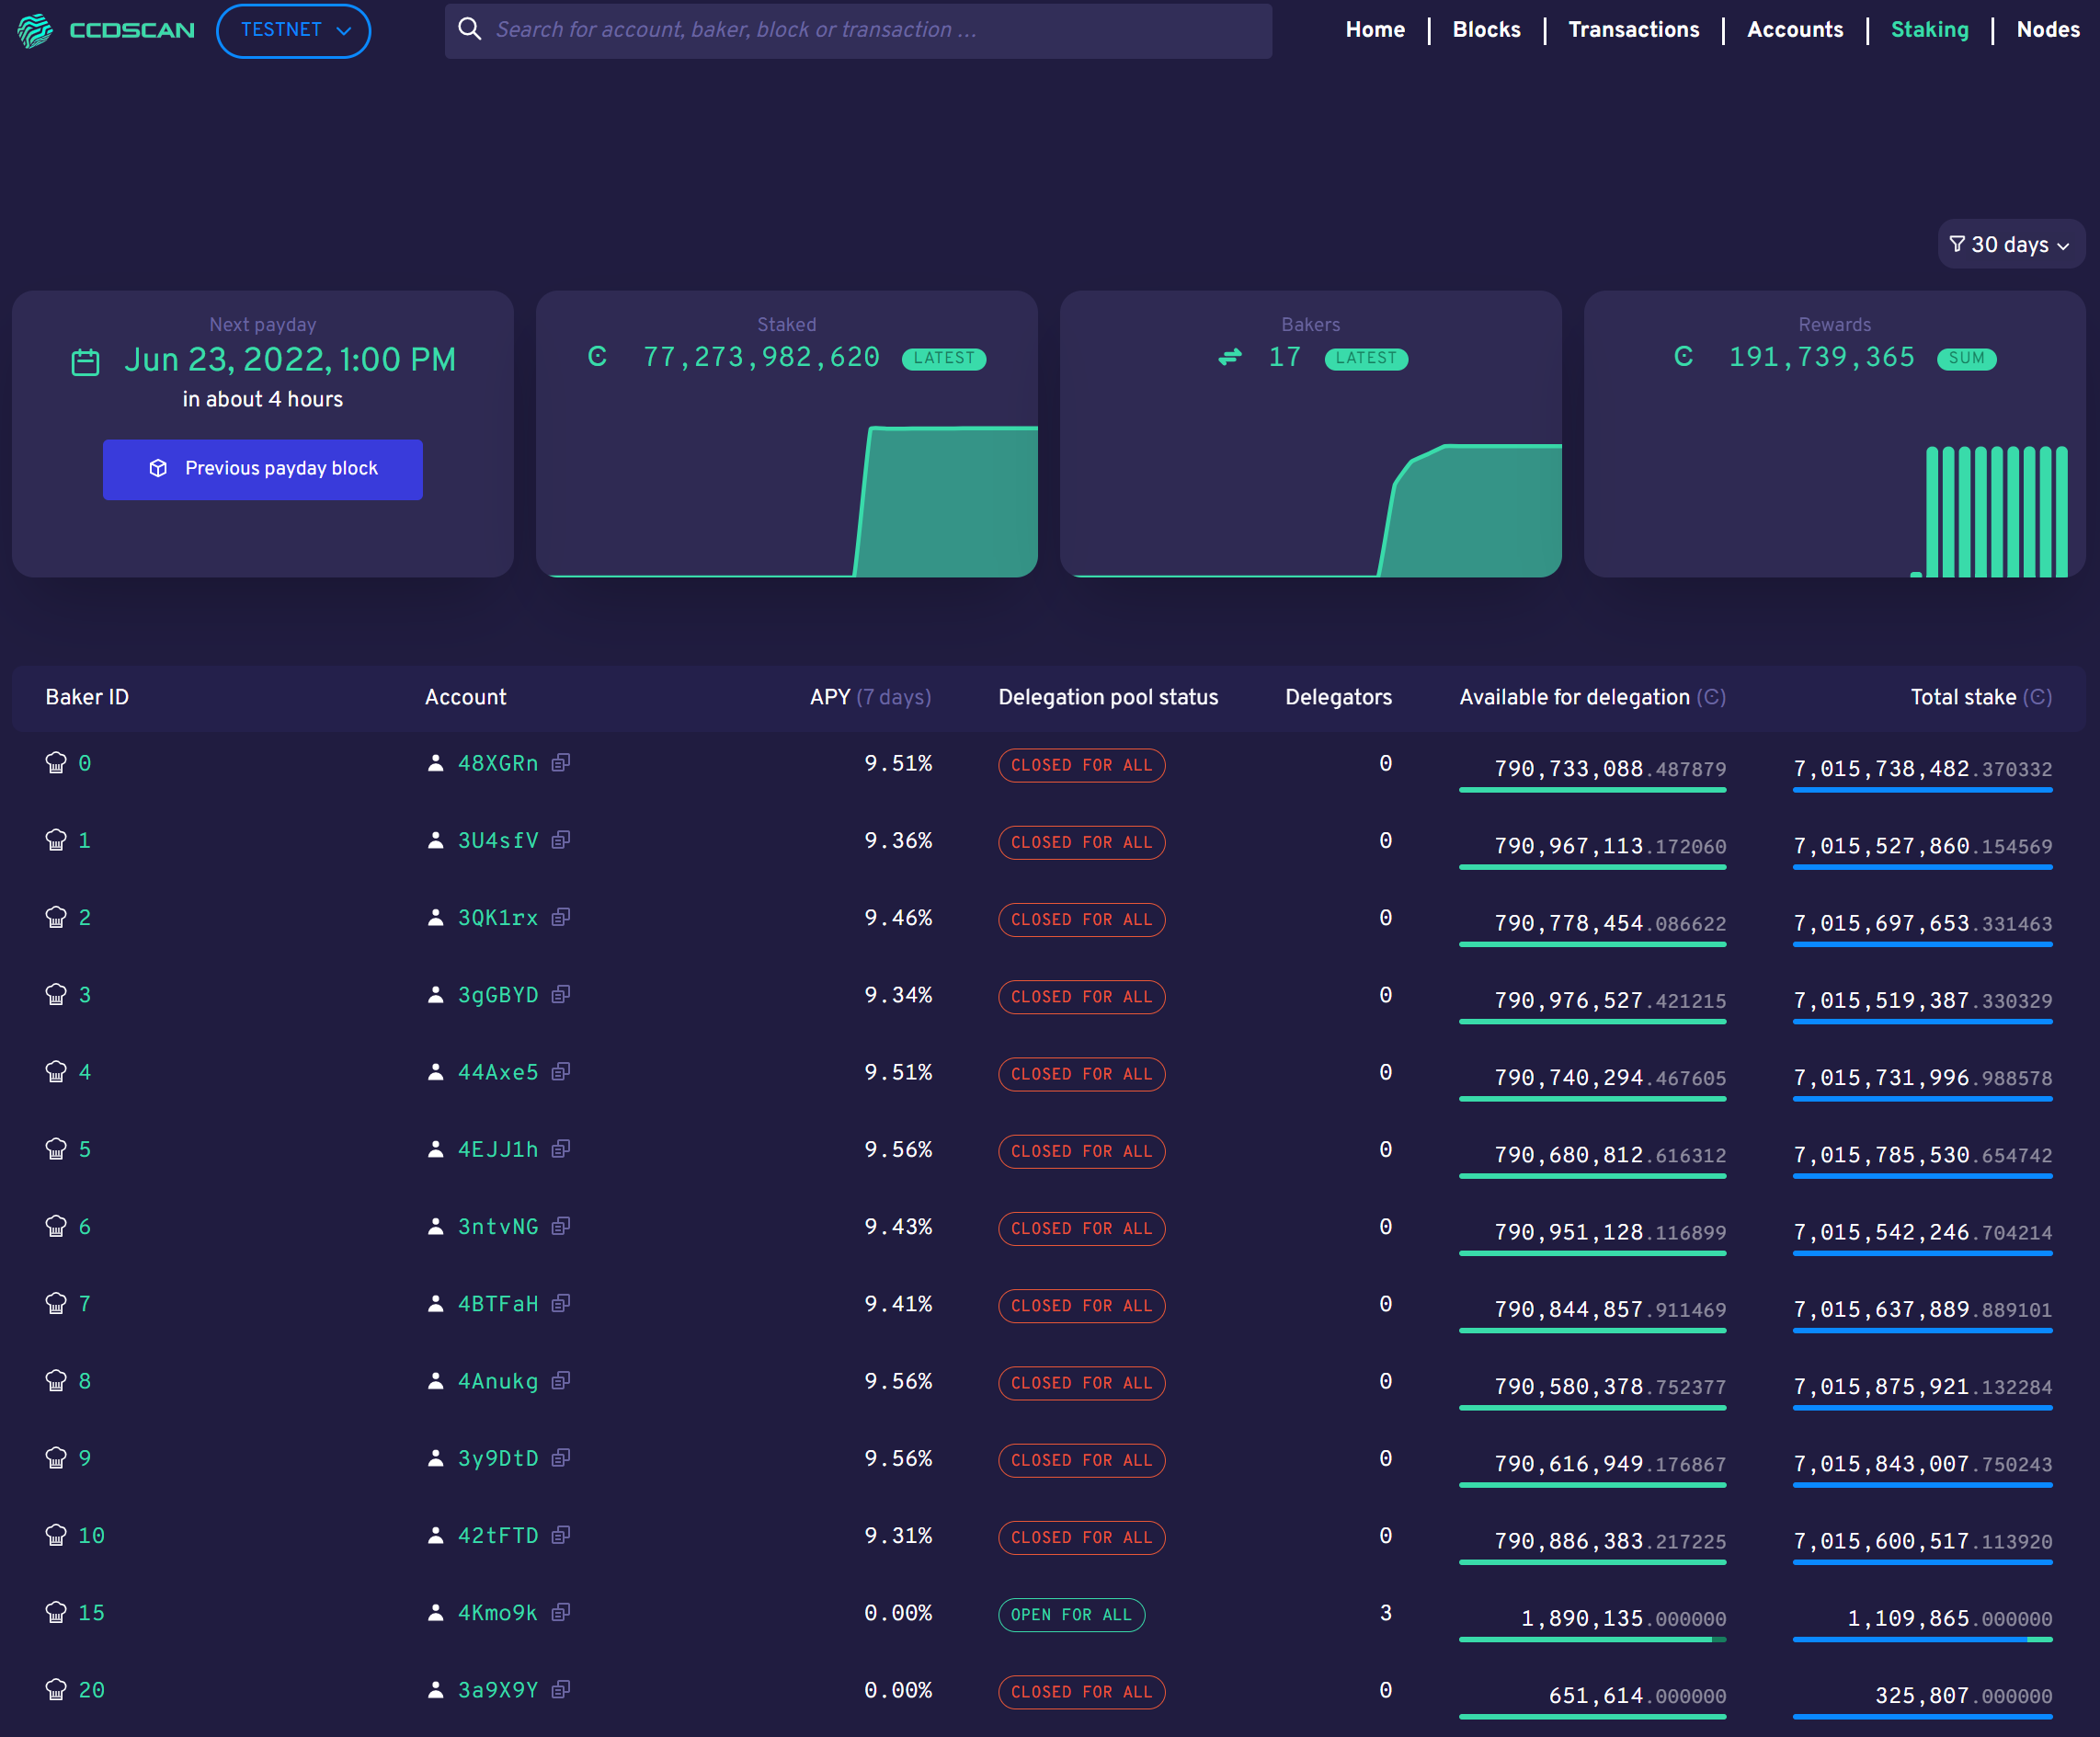 CCDSCAN TESTNET Search for account, baker, block or transaction ... Home | Blocks | Transactions | Accounts | Staking | Nodes
30 days
Next payday
Jun 23, 2022, 1:00 PM
in about 4 hours
Previous payday block
Staked
77,273,982,620 LATEST
Bakers
17 LATEST
Rewards
191,739,365 SUM
Baker ID Account APY (7 days) Delegation pool status Delegators Available for delegation (Ͼ) Total stake (Ͼ)
0 48XGRn 9.51% CLOSED FOR ALL 0 790,733,088.487879 7,015,738,482.370332
1 3U4sfV 9.36% CLOSED FOR ALL 0 790,967,113.172060 7,015,527,860.154569
2 3QK1rx 9.46% CLOSED FOR ALL 0 790,778,454.086622 7,015,697,653.331463
3 3gGBYD 9.34% CLOSED FOR ALL 0 790,976,527.421215 7,015,519,387.330329
4 44Axe5 9.51% CLOSED FOR ALL 0 790,740,294.467605 7,015,731,996.988578
5 4EJJ1h 9.56% CLOSED FOR ALL 0 790,680,812.616312 7,015,785,530.654742
6 3ntvNG 9.43% CLOSED FOR ALL 0 790,951,128.116899 7,015,542,246.704214
7 4BTFaH 9.41% CLOSED FOR ALL 0 790,844,857.911469 7,015,637,889.889101
8 4Anukg 9.56% CLOSED FOR ALL 0 790,580,378.752377 7,015,875,921.132284
9 3y9DtD 9.56% CLOSED FOR ALL 0 790,616,949.176867 7,015,843,007.750243
10 42tFTD 9.31% CLOSED FOR ALL 0 790,886,383.217225 7,015,600,517.113920
15 4Kmo9k 0.00% OPEN FOR ALL 3 1,890,135.000000 1,109,865.000000
20 3a9X9Y 0.00% CLOSED FOR ALL 0 651,614.000000 325,807.000000